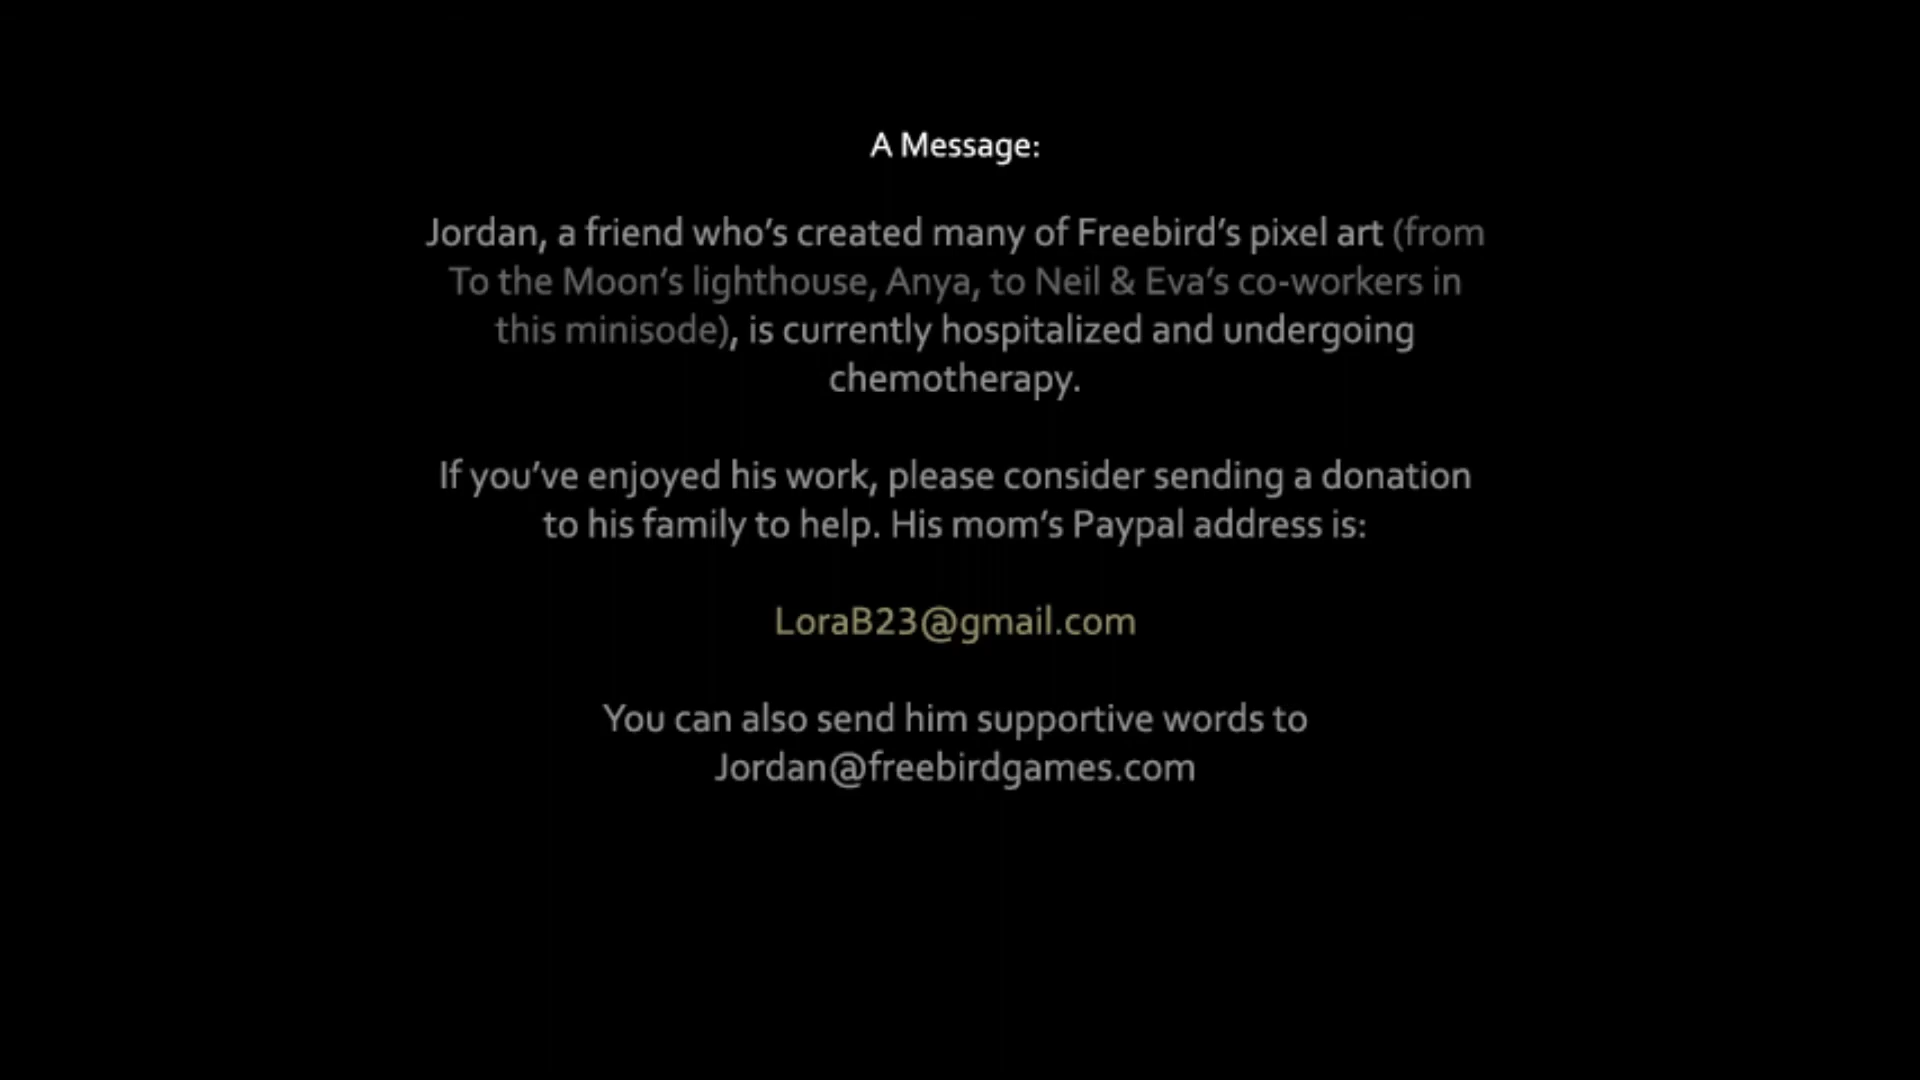 A Message:
Jordan, a friend who’s created many of Freebird’s pixel art (from
To the Moon’s lighthouse, Anya, to Neil & Eva’s co-workers in
this minisode), is currently hospitalized and undergoing
chemotherapy.
If you’ve enjoyed his work, please consider sending a donation
to his family to help. His mom’s Paypal address is:
LoraB23@gmail.com
You can also send him supportive words to
Jordan@freebirdgames.com